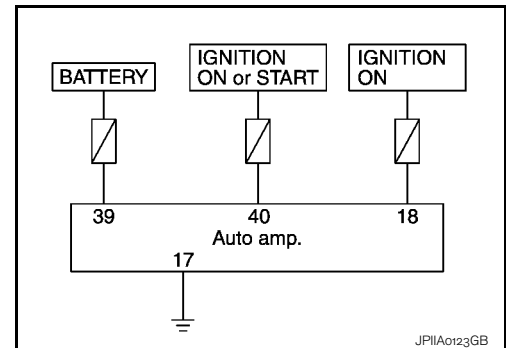 BATTERY
IGNITION
ON or START
IGNITION
ON
39 40 18
Auto amp.
17
JPIIA0123GB